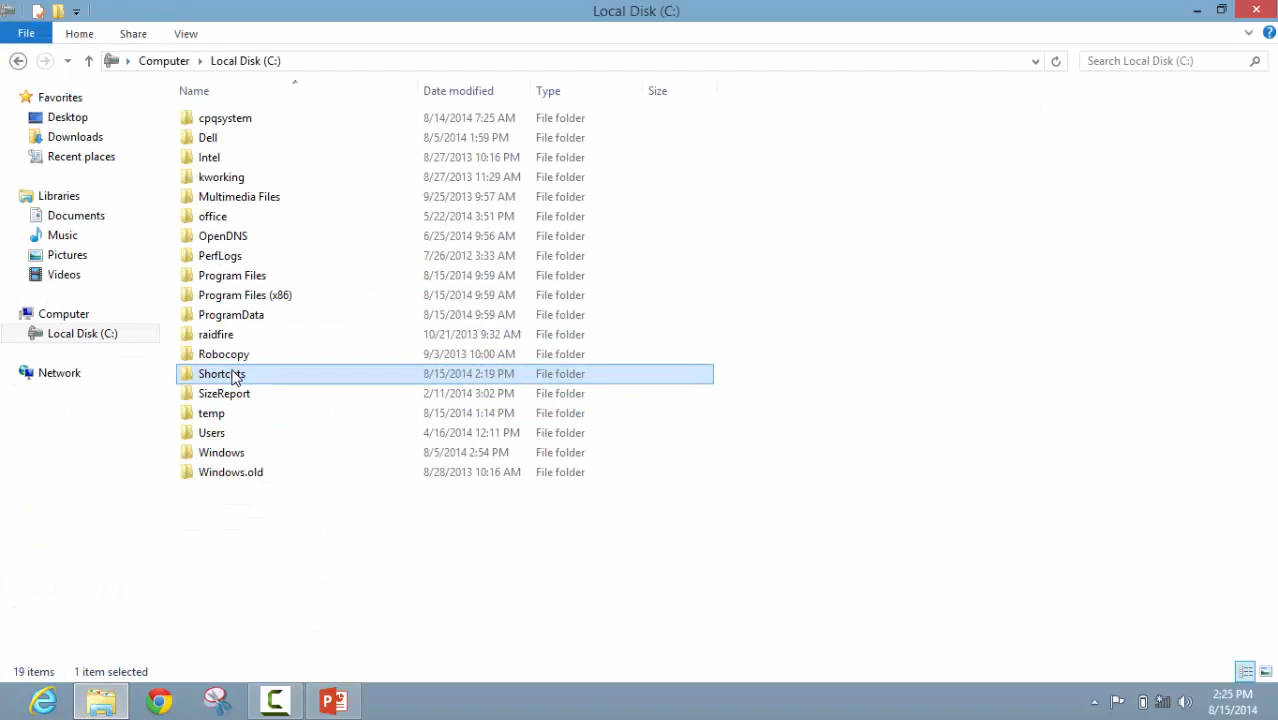 Local Disk (C:)
File Home Share View
Computer Local Disk (C:) Search Local Disk (C:)
Name Date modified Type Size
Favorites
Desktop
Downloads
Recent places
Libraries
Documents
Music
Pictures
Videos
Computer
Local Disk (C:)
Network
cpqsystem 8/14/2014 7:25 AM File folder
Dell 8/5/2014 1:59 PM File folder
Intel 8/27/2013 10:16 PM File folder
kworking 8/27/2013 11:29 AM File folder
Multimedia Files 9/25/2013 9:57 AM File folder
office 5/22/2014 3:51 PM File folder
OpenDNS 6/25/2014 9:56 AM File folder
PerfLogs 7/26/2012 3:33 AM File folder
Program Files 8/15/2014 9:59 AM File folder
Program Files (x86) 8/15/2014 9:59 AM File folder
ProgramData 8/15/2014 9:59 AM File folder
raidfire 10/21/2013 9:32 AM File folder
Robocopy 9/3/2013 10:00 AM File folder
Shortcuts 8/15/2014 2:19 PM File folder
SizeReport 2/11/2014 3:02 PM File folder
temp 8/15/2014 1:14 PM File folder
Users 4/16/2014 12:11 PM File folder
Windows 8/5/2014 2:54 PM File folder
Windows.old 8/28/2013 10:16 AM File folder
19 items 1 item selected
2:25 PM
8/15/2014